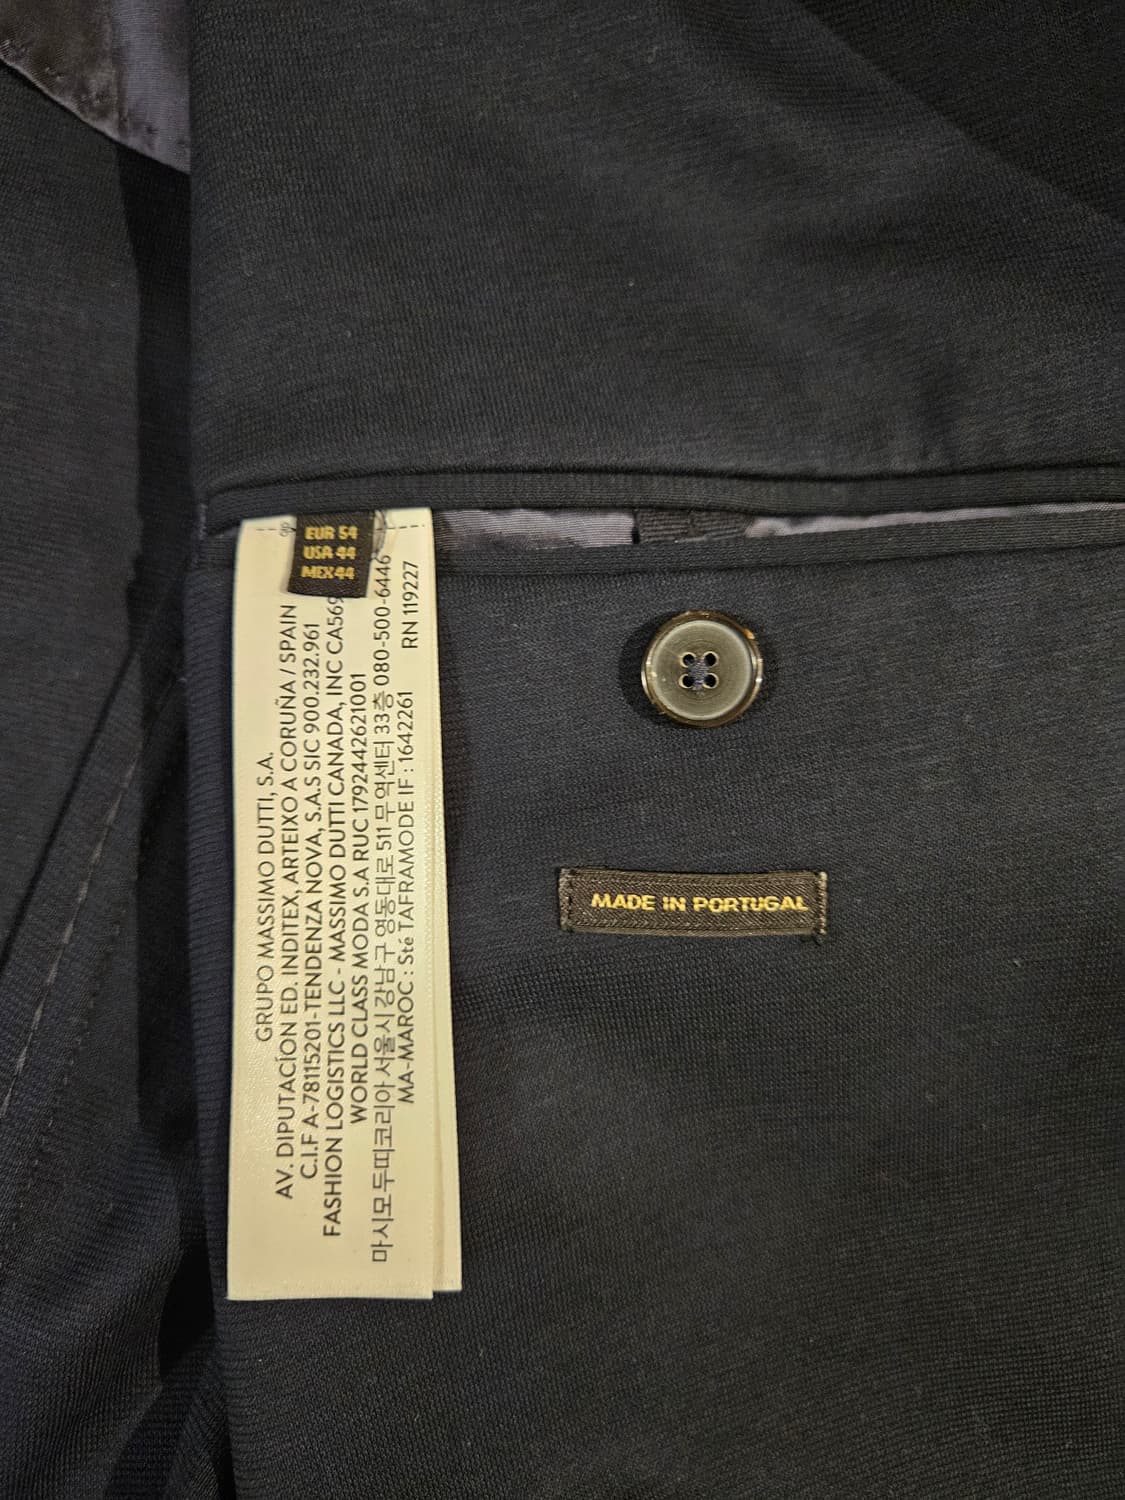 EUR 54
USA 44
MEX 44
GRUPO MASSIMO DUTTI, S.A.
AV. DIPUTACÍON ED. INDITEX, ARTEIXO A CORUÑA / SPAIN
C.I.F A-78115201-TENDENZA NOVA, S.A.S SIC 900.232.961
FASHION LOGISTICS LLC - MASSIMO DUTTI CANADA, INC CA569
WORLD CLASS MODA S.A RUC 1792442621001
마시모두띠코리아 서울시 강남구 영동대로 511 무역센터 33층 080-500-6446
MA-MAROC : Sté TAFRAMODE IF : 1642261
RN 119227
MADE IN PORTUGAL